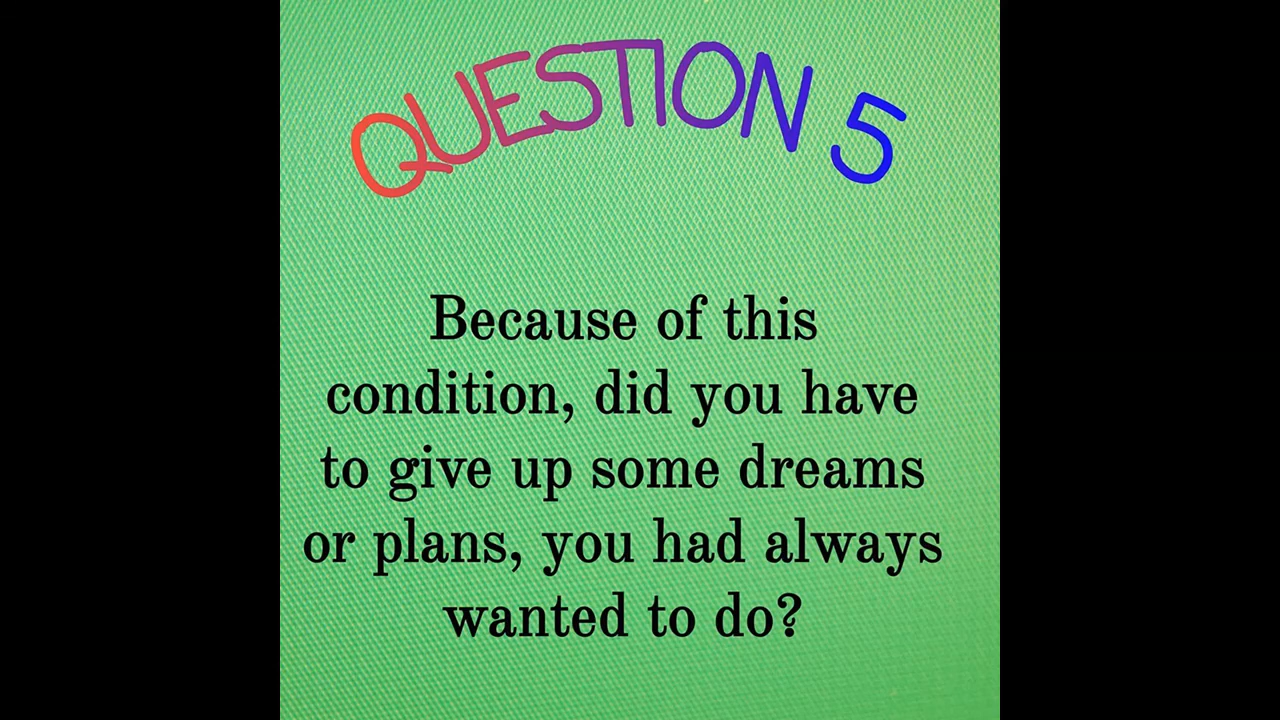 QUESTION 5
Because of this
condition, did you have
to give up some dreams
or plans, you had always
wanted to do?